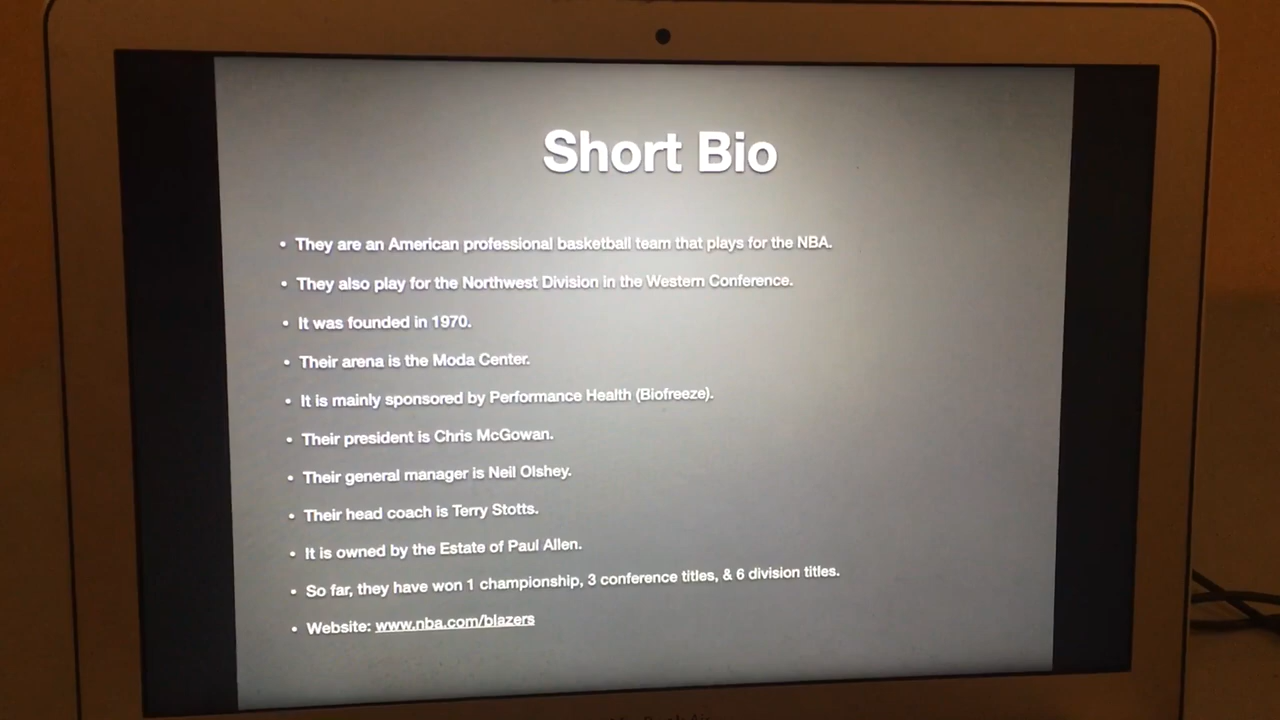 Short Bio
• They are an American professional basketball team that plays for the NBA.
• They also play for the Northwest Division in the Western Conference.
• It was founded in 1970.
• Their arena is the Moda Center.
• It is mainly sponsored by Performance Health (Biofreeze).
• Their president is Chris McGowan.
• Their general manager is Neil Olshey.
• Their head coach is Terry Stotts.
• It is owned by the Estate of Paul Allen.
• So far, they have won 1 championship, 3 conference titles, & 6 division titles.
• Website: www.nba.com/blazers